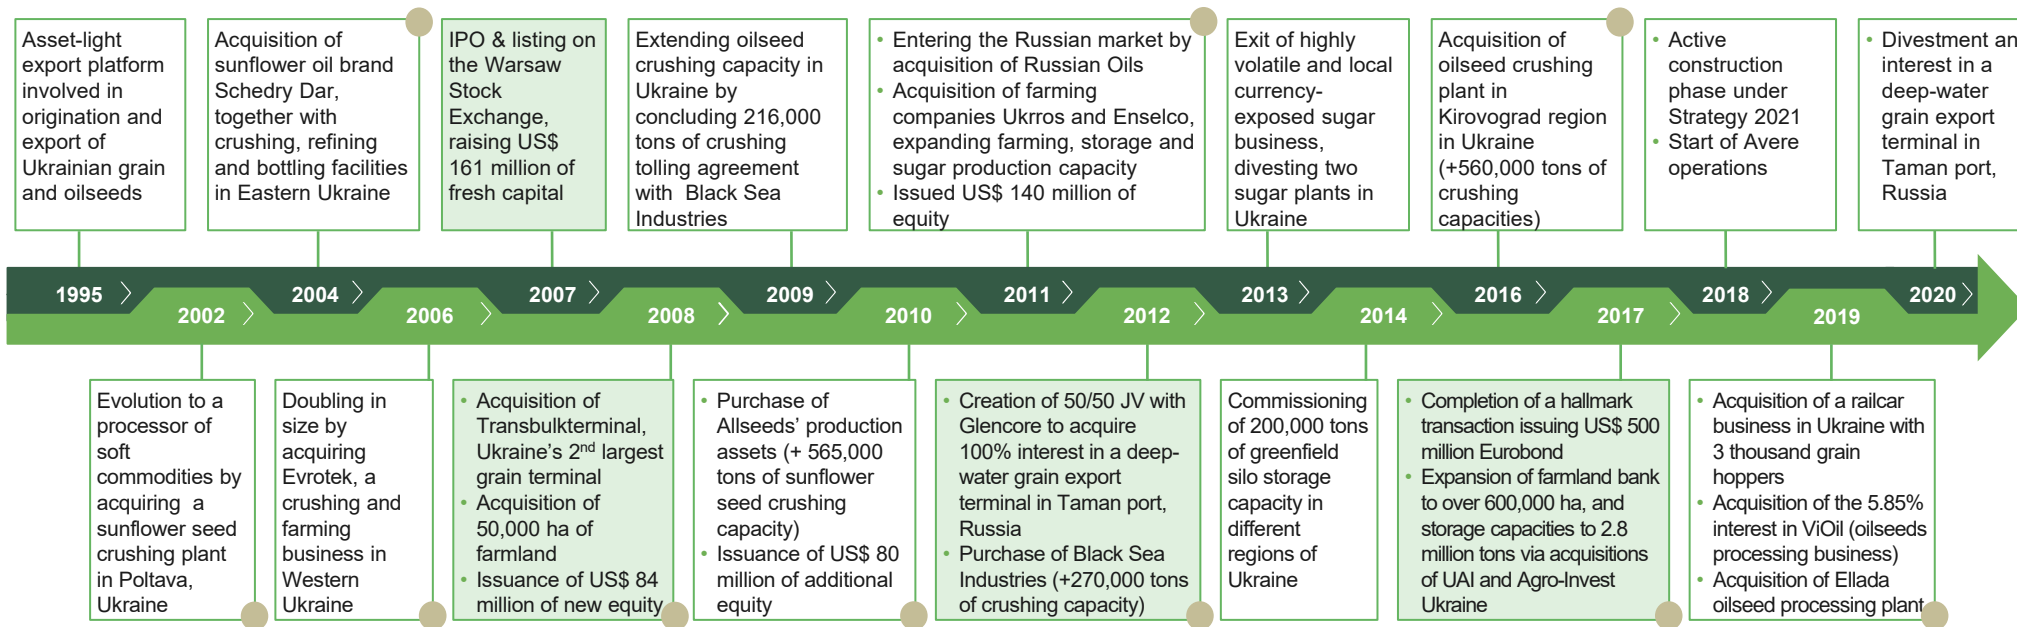 Asset-light
export platform
involved in
origination and
export of
Ukrainian grain
and oilseeds
Acquisition of
sunflower oil brand
Schedry Dar,
together with
crushing, refining
and bottling facilities
in Eastern Ukraine
IPO & listing on
the Warsaw
Stock
Exchange,
raising US$
161 million of
fresh capital
Extending oilseed
crushing capacity in
Ukraine by
concluding 216,000
tons of crushing
tolling agreement
with Black Sea
Industries
• Entering the Russian market by
acquisition of Russian Oils
• Acquisition of farming
companies Ukrros and Enselco,
expanding farming, storage and
sugar production capacity
• Issued US$ 140 million of
equity
Exit of highly
volatile and local
currency-
exposed sugar
business,
divesting two
sugar plants in
Ukraine
Acquisition of
oilseed crushing
plant in
Kirovograd region
in Ukraine
(+560,000 tons of
crushing
capacities)
• Active
construction
phase under
Strategy 2021
• Start of Avere
operations
• Divestment an
interest in a
deep-water
grain export
terminal in
Taman port,
Russia
1995
2002
2004
2006
2007
2008
2009
2010
2011
2012
2013
2014
2016
2017
2018
2019
2020
Evolution to a
processor of
soft
commodities by
acquiring a
sunflower seed
crushing plant
in Poltava,
Ukraine
Doubling in
size by
acquiring
Evrotek, a
crushing and
farming
business in
Western
Ukraine
• Acquisition of
Transbulkterminal,
Ukraine's 2nd largest
grain terminal
• Acquisition of
50,000 ha of
farmland
• Issuance of US$ 84
million of new equity
• Purchase of
Allseeds' production
assets (+ 565,000
tons of sunflower
seed crushing
capacity)
• Issuance of US$ 80
million of additional
equity
• Creation of 50/50 JV with
Glencore to acquire
100% interest in a deep-
water grain export
terminal in Taman port,
Russia
• Purchase of Black Sea
Industries (+270,000 tons
of crushing capacity)
Commissioning
of 200,000 tons
of greenfield
silo storage
capacity in
different
regions of
Ukraine
• Completion of a hallmark
transaction issuing US$ 500
million Eurobond
• Expansion of farmland bank
to over 600,000 ha, and
storage capacities to 2.8
million tons via acquisitions
of UAI and Agro-Invest
Ukraine
• Acquisition of a railcar
business in Ukraine with
3 thousand grain
hoppers
• Acquisition of the 5.85%
interest in ViOil (oilseeds
processing business)
• Acquisition of Ellada
oilseed processing plant